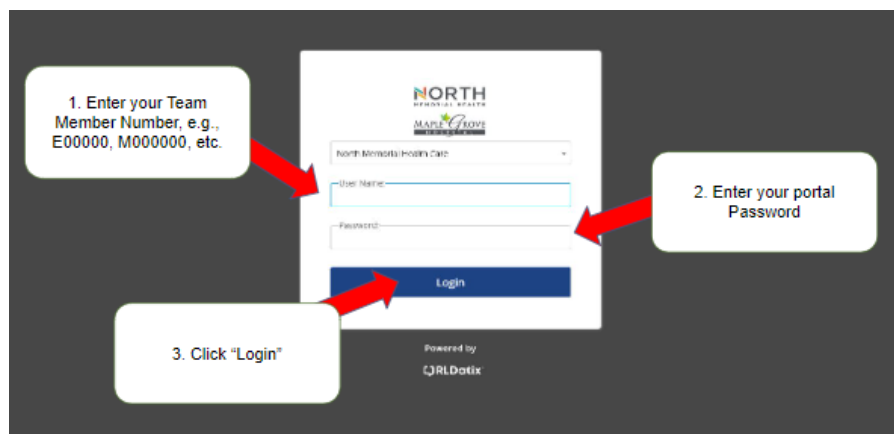 NORTH
MEMORIAL HEALTH
MAPLE GROVE
HOSPITAL
1. Enter your Team
Member Number, e.g.,
E00000, M000000, etc.
North Memorial Health Care
User Name
2. Enter your portal
Password
Password
Login
3. Click “Login”
Powered by
RLDatix